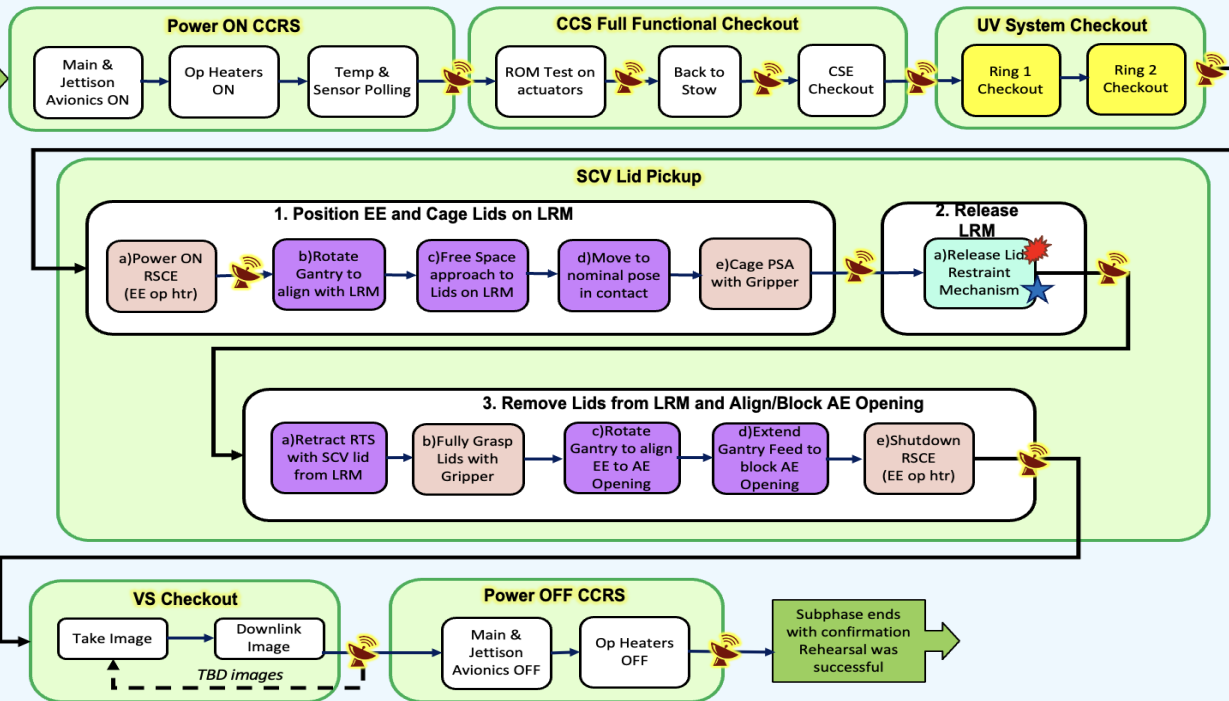 Power ON CCRS
Main &
Jettison
Avionics ON
Op Heaters
ON
Temp &
Sensor Polling
CCS Full Functional Checkout
ROM Test on
actuators
Back to
Stow
CSE
Checkout
UV System Checkout
Ring 1
Checkout
Ring 2
Checkout
SCV Lid Pickup
1. Position EE and Cage Lids on LRM
a)Power ON
RSCE
(EE op htr)
b)Rotate
Gantry to
align with LRM
c)Free Space
approach to
Lids on LRM
d)Move to
nominal pose
in contact
e)Cage PSA
with Gripper
2. Release
LRM
a)Release Lid
Restraint
Mechanism
3. Remove Lids from LRM and Align/Block AE Opening
a)Retract RTS
with SCV lid
from LRM
b)Fully Grasp
Lids with
Gripper
c)Rotate
Gantry to align
EE to AE
Opening
d)Extend
Gantry Feed to
block AE
Opening
e)Shutdown
RSCE
(EE op htr)
VS Checkout
Take Image
Downlink
Image
TBD images
Power OFF CCRS
Main &
Jettison
Avionics OFF
Op Heaters
OFF
Subphase ends
with confirmation
Rehearsal was
successful